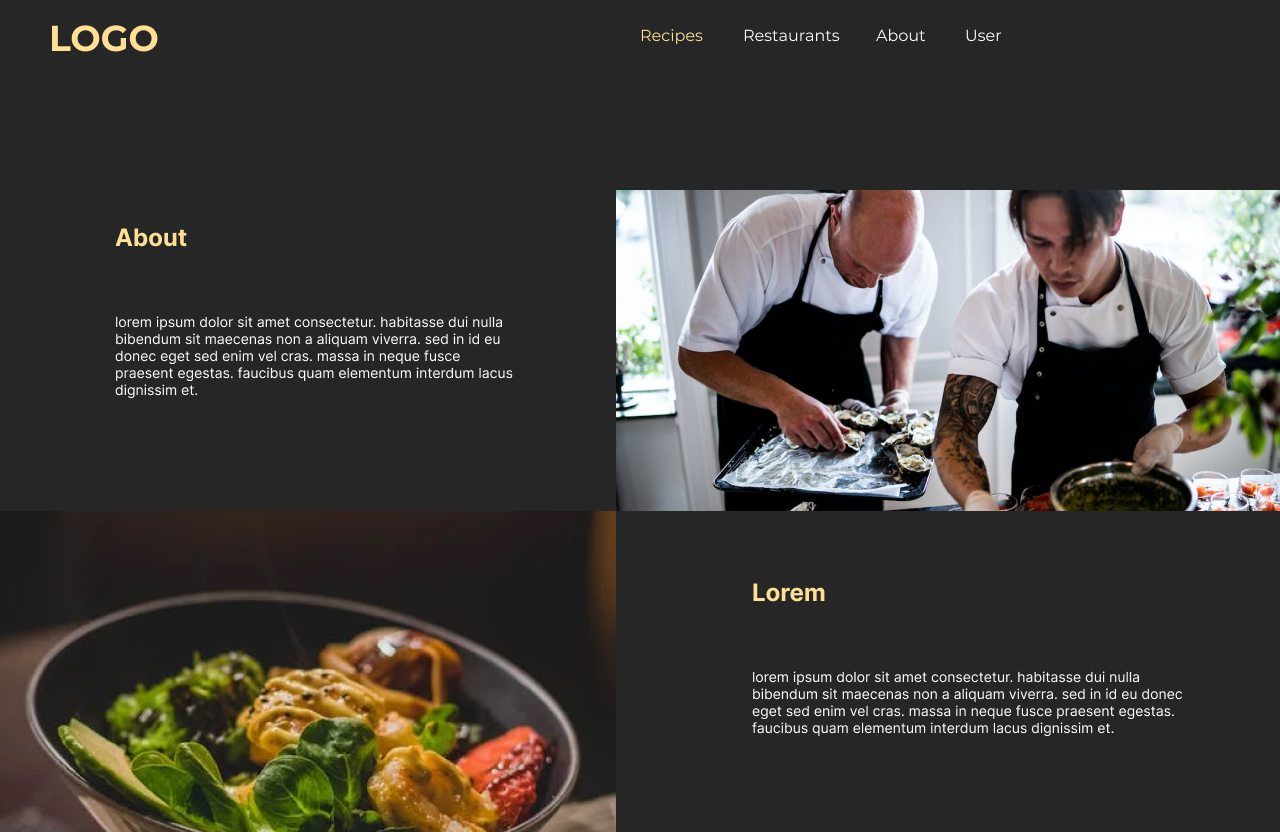 LOGO
Recipes Restaurants About User
About
lorem ipsum dolor sit amet consectetur. habitasse dui nulla
bibendum sit maecenas non a aliquam viverra. sed in id eu
donec eget sed enim vel cras. massa in neque fusce
praesent egestas. faucibus quam elementum interdum lacus
dignissim et.
Lorem
lorem ipsum dolor sit amet consectetur. habitasse dui nulla
bibendum sit maecenas non a aliquam viverra. sed in id eu donec
eget sed enim vel cras. massa in neque fusce praesent egestas.
faucibus quam elementum interdum lacus dignissim et.